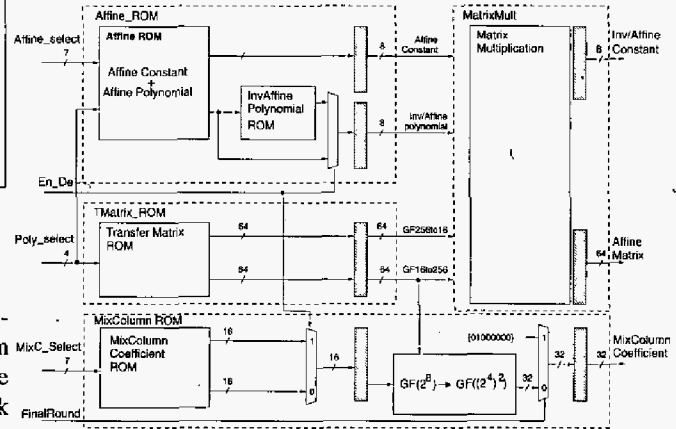 Affine_ROM
MatrixMult
Affine_select
7
Affine ROM
Affine Constant
+
Affine Polynomial
InvAffine
Polynomial
ROM
8
Affine
Constant
8
Inv/Affine
polynomial
Matrix
Multiplication
8
Inv/Affine
Constant
En_De
TMatrix_ROM
Poly_select
4
Transfer Matrix
ROM
64
64
64
64
GF256to16
GF16to256
64
Affine
Matrix
MixColumn ROM
MixC_Select
7
MixColumn
Coefficient
ROM
16
16
1
0
16
{01000000}
GF(2^8) → GF((2^4)^2)
32
1
0
32
32
MixColumn
Coefficient
FinalRound
-
m
e
k